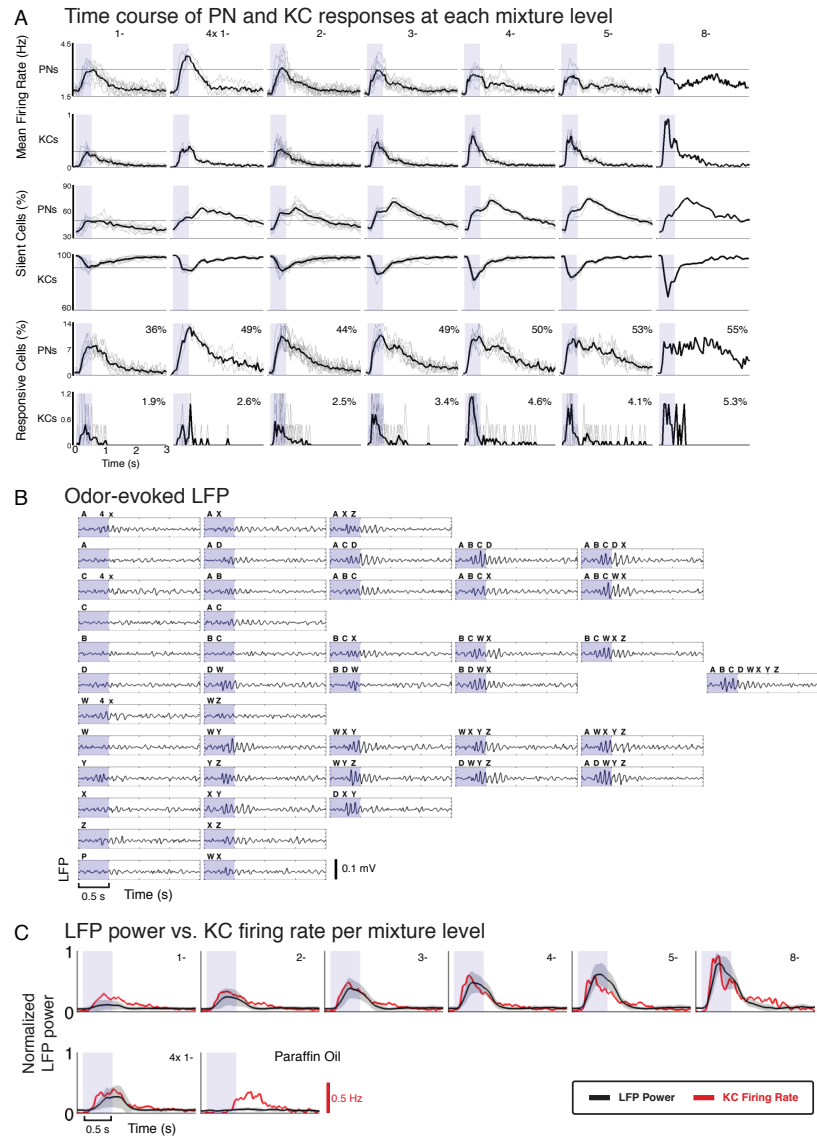 A Time course of PN and KC responses at each mixture level
1- 4x 1- 2- 3- 4- 5- 8-
Mean Firing Rate (Hz)
4.5
PNs
1.5
1
KCs
0
Silent Cells (%)
90
PNs
60
30
100
KCs
60
Responsive Cells (%)
14
PNs
7
0
36% 49% 44% 49% 50% 53% 55%
1.2
KCs
0.6
0
1.9% 2.6% 2.5% 3.4% 4.6% 4.1% 5.3%
0 1 2 3
Time (s)
B Odor-evoked LFP
A 4 x A X A X Z
A A D A C D A B C D A B C D X
C 4 x A B A B C A B C X A B C W X
C A C
B B C B C X B C W X B C W X Z
D D W B D W B D W X A B C D W X Y Z
W 4 x W Z
W W Y W X Y W X Y Z A W X Y Z
Y Y Z W Y Z D W Y Z A D W Y Z
X X Y D X Y
Z X Z
P W X
LFP
0.1 mV
0.5 s Time (s)
C LFP power vs. KC firing rate per mixture level
Normalized
LFP power
1
0
1- 2- 3- 4- 5- 8-
1
0
4x 1- Paraffin Oil
0.5 Hz
0.5 s Time (s)
LFP Power KC Firing Rate